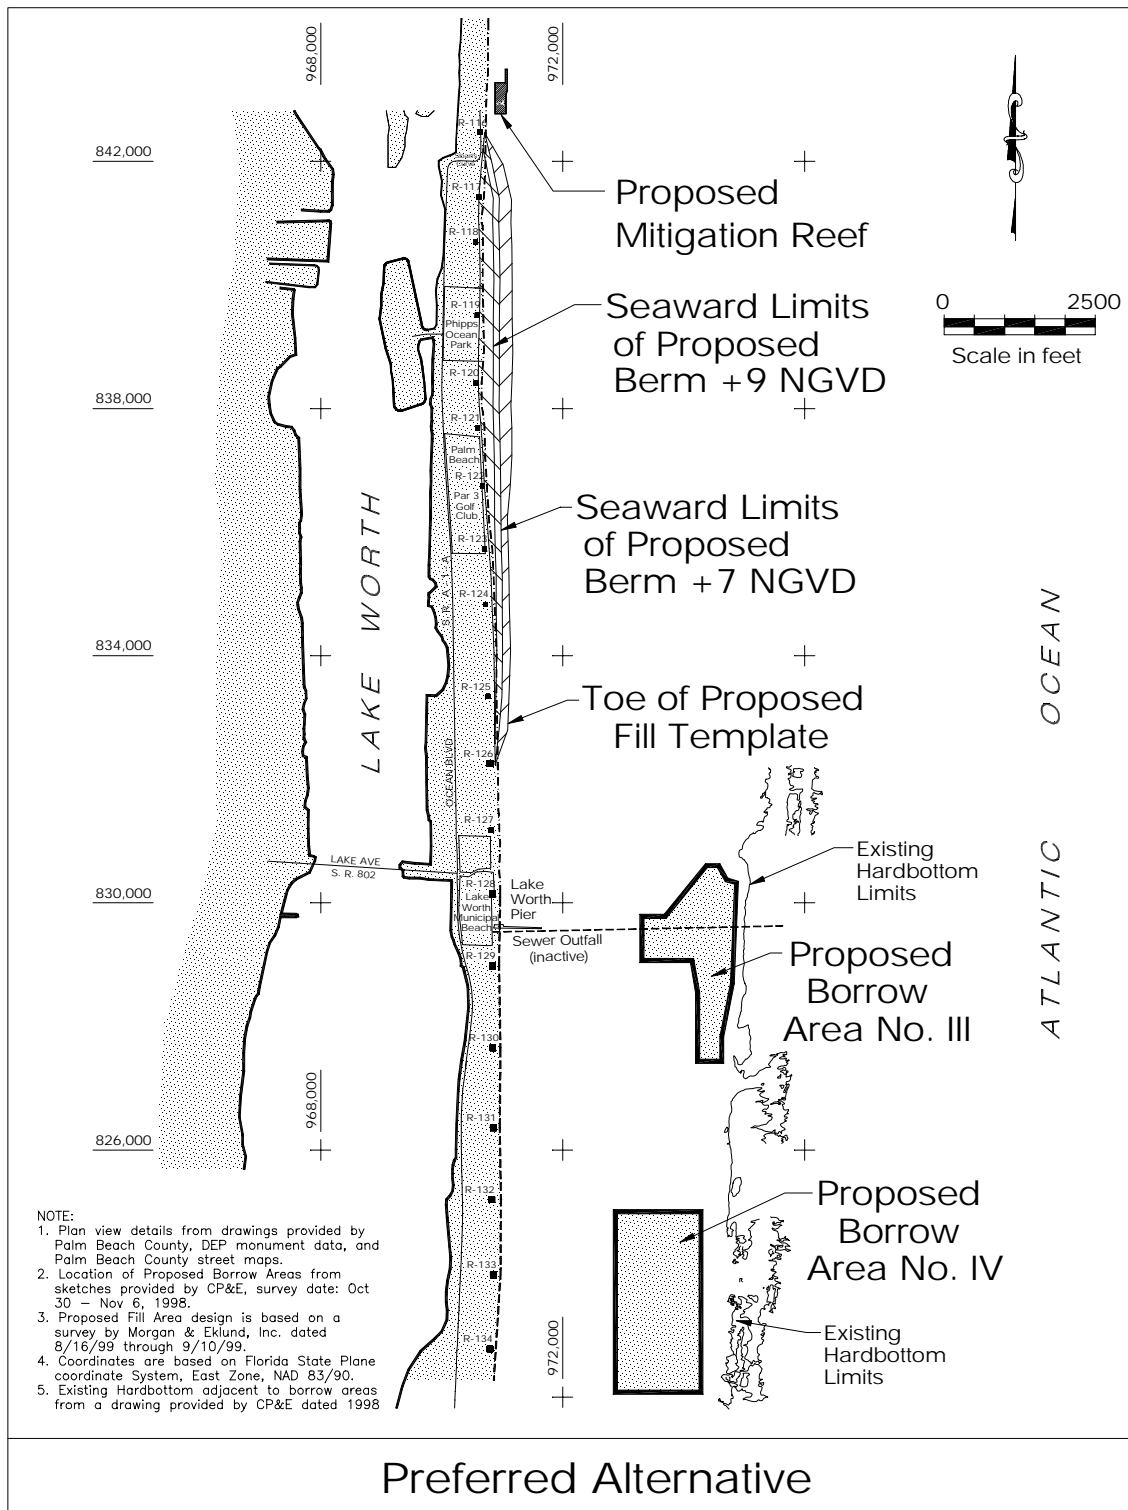 968,000
972,000
842,000
R-116
R-117
Proposed
Mitigation Reef
R-118
0 2500
Scale in feet
R-119
Phipps
Ocean
Park
Seaward Limits
of Proposed
Berm +9 NGVD
R-120
838,000
R-121
Palm
Beach
R-122
Par 3
Golf
Club
R-123
Seaward Limits
of Proposed
Berm +7 NGVD
LAKE WORTH
S. R. A 1 A
R-124
834,000
ATLANTIC OCEAN
R-125
Toe of Proposed
Fill Template
R-126
OCEAN BLVD
R-127
LAKE AVE
S. R. 802
Existing
Hardbottom
Limits
830,000
R-128
Lake
Worth
Municipal
Beach
Lake
Worth
Pier
Sewer Outfall
(inactive)
R-129
Proposed
Borrow
Area No. III
R-130
968,000
R-131
826,000
R-132
Proposed
Borrow
Area No. IV
R-133
R-134
972,000
Existing
Hardbottom
Limits
NOTE:
1. Plan view details from drawings provided by
Palm Beach County, DEP monument data, and
Palm Beach County street maps.
2. Location of Proposed Borrow Areas from
sketches provided by CP&E, survey date: Oct
30 – Nov 6, 1998.
3. Proposed Fill Area design is based on a
survey by Morgan & Eklund, Inc. dated
8/16/99 through 9/10/99.
4. Coordinates are based on Florida State Plane
coordinate System, East Zone, NAD 83/90.
5. Existing Hardbottom adjacent to borrow areas
from a drawing provided by CP&E dated 1998
Preferred Alternative